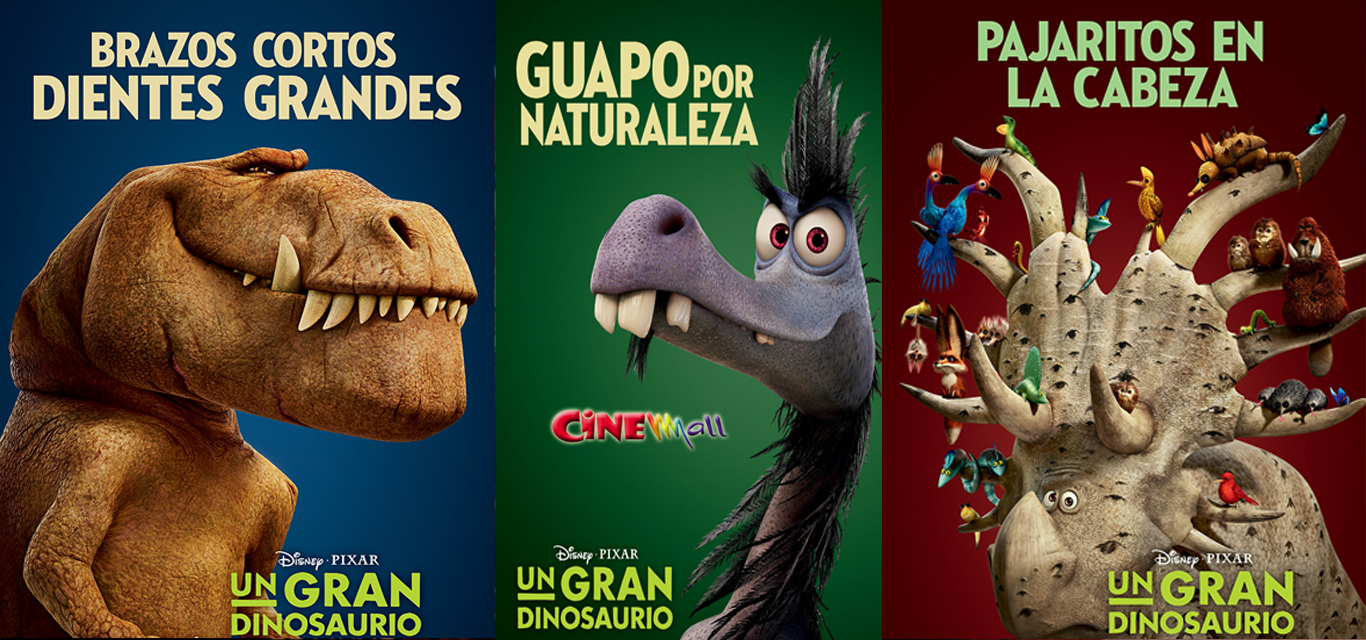 BRAZOS CORTOS
DIENTES GRANDES
Disney · PIXAR
UN GRAN
DINOSAURIO
GUAPO POR
NATURALEZA
CiNEMall
Disney · PIXAR
UN GRAN
DINOSAURIO
PAJARITOS EN
LA CABEZA
Disney · PIXAR
UN GRAN
DINOSAURIO